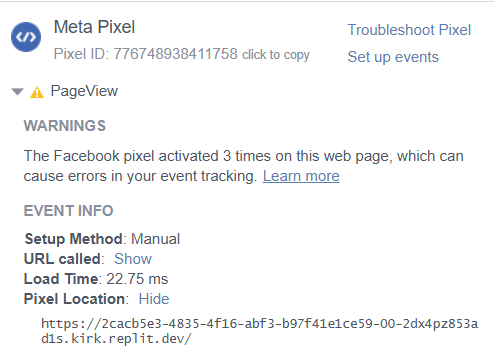 Meta Pixel
Troubleshoot Pixel
Pixel ID: 776748938411758 click to copy
Set up events
PageView
WARNINGS
The Facebook pixel activated 3 times on this web page, which can
cause errors in your event tracking. Learn more
EVENT INFO
Setup Method: Manual
URL called: Show
Load Time: 22.75 ms
Pixel Location: Hide
https://2cacb5e3-4835-4f16-abf3-b97f41e1ce59-00-2dx4pz853a
d1s.kirk.replit.dev/